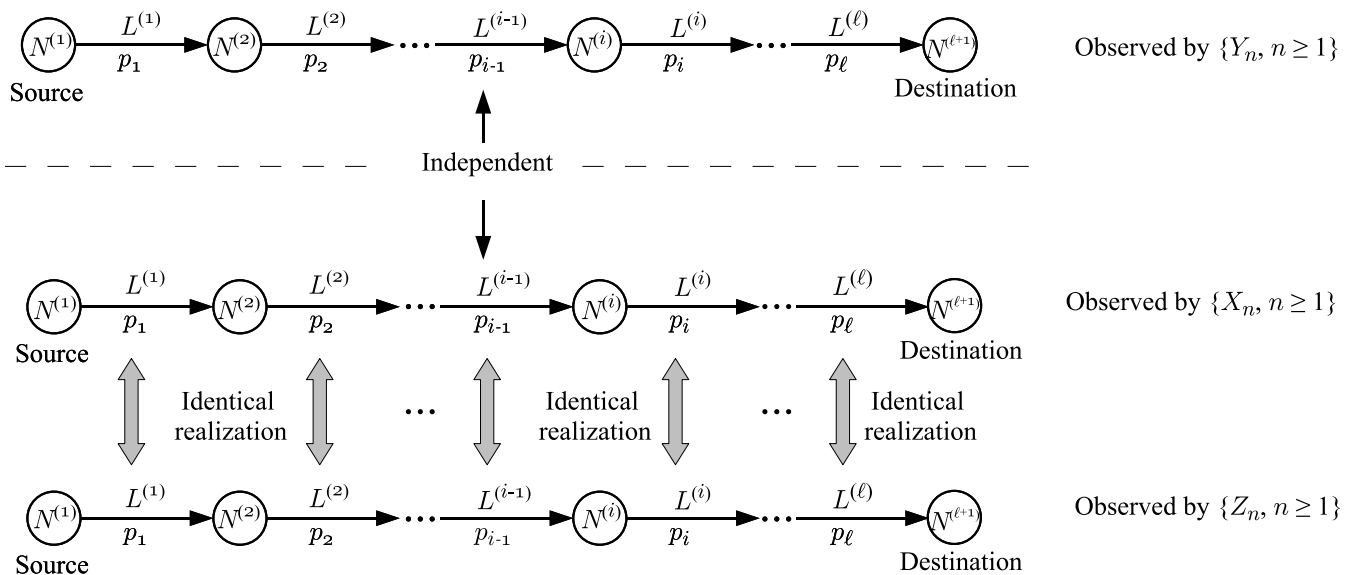 L⁽¹⁾ L⁽²⁾ L⁽ⁱ⁻¹⁾ L⁽ⁱ⁾ L⁽ℓ⁾
N⁽¹⁾ N⁽²⁾ ... N⁽ⁱ⁾ ... N⁽ℓ⁺¹⁾ Observed by {Yₙ, n ≥ 1}
p₁ p₂ pᵢ₋₁ pᵢ p_ℓ
Source Destination
Independent
L⁽¹⁾ L⁽²⁾ L⁽ⁱ⁻¹⁾ L⁽ⁱ⁾ L⁽ℓ⁾
N⁽¹⁾ N⁽²⁾ ... N⁽ⁱ⁾ ... N⁽ℓ⁺¹⁾ Observed by {Xₙ, n ≥ 1}
p₁ p₂ pᵢ₋₁ pᵢ p_ℓ
Source Destination
Identical ... Identical ... Identical
realization realization realization
L⁽¹⁾ L⁽²⁾ L⁽ⁱ⁻¹⁾ L⁽ⁱ⁾ L⁽ℓ⁾
N⁽¹⁾ N⁽²⁾ ... N⁽ⁱ⁾ ... N⁽ℓ⁺¹⁾ Observed by {Zₙ, n ≥ 1}
p₁ p₂ pᵢ₋₁ pᵢ p_ℓ
Source Destination